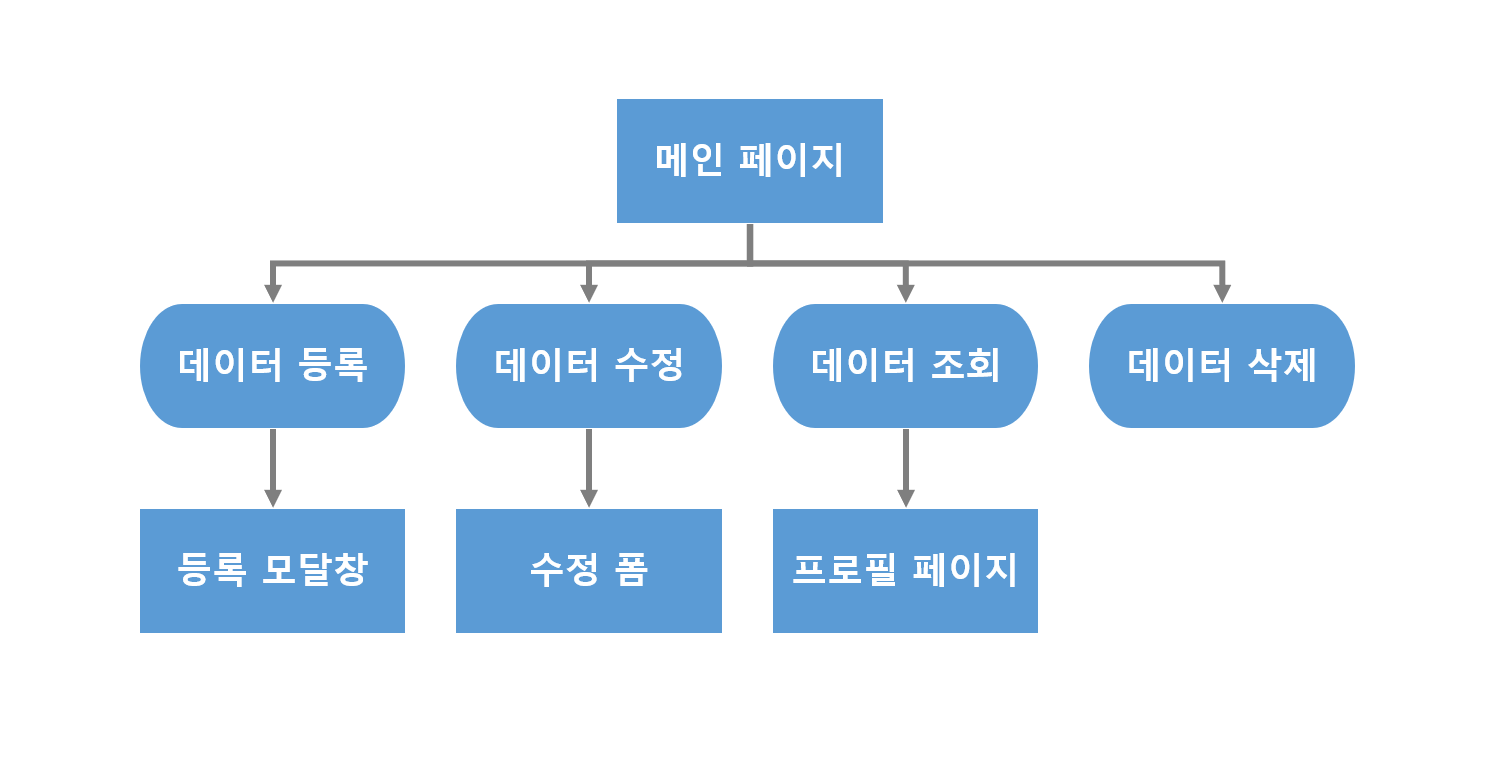 메인 페이지
데이터 등록
데이터 수정
데이터 조회
데이터 삭제
등록 모달창
수정 폼
프로필 페이지